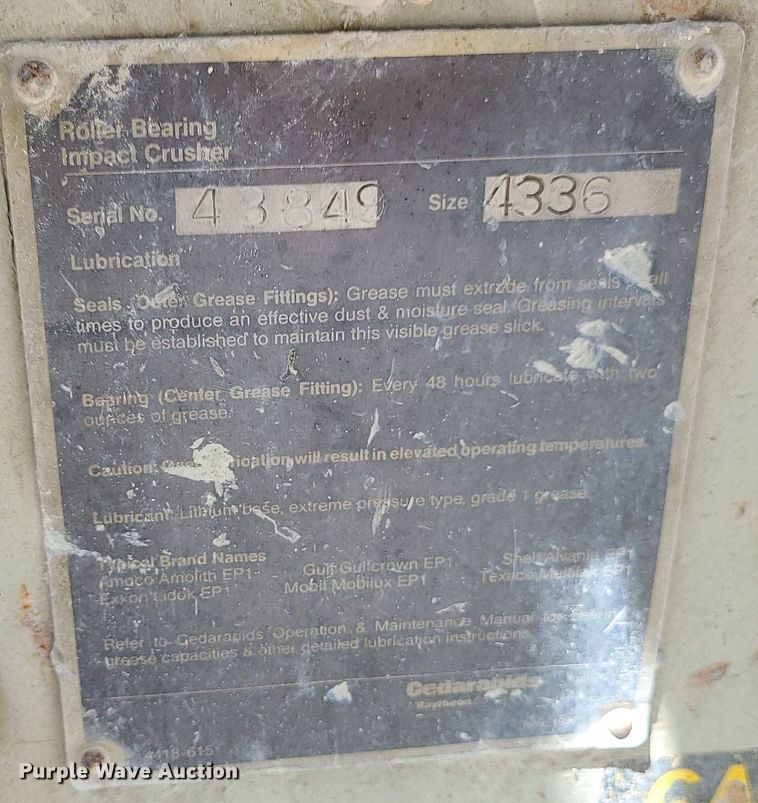 Roller Bearing
Impact Crusher
Serial No. 43849 Size 4336
Lubrication
Seals (Outer Grease Fittings): Grease must extrude from seals all
times to produce an effective dust & moisture seal. Greasing intervals
must be established to maintain this visible grease slick.
Bearing (Center Grease Fitting): Every 48 hours lubricate with two
ounces of grease.
Caution: will result in elevated operating temperatures.
Lubricant: Lithium base, extreme pressure type, grade 1 grease.
Typical Brand Names
Amoco Amolith EP1 Gulf Gulfcrown EP1 Shell Alvania EP1
Exxon Lidok EP1 Mobil Mobilux EP1 Texaco Multifak EP1
Refer to Cedarapids Operation & Maintenance Manual for Bearing
grease capacities & other detailed lubrication instructions.
Cedarapids
Raytheon
Nov.
4418-615
Purple Wave Auction
CA